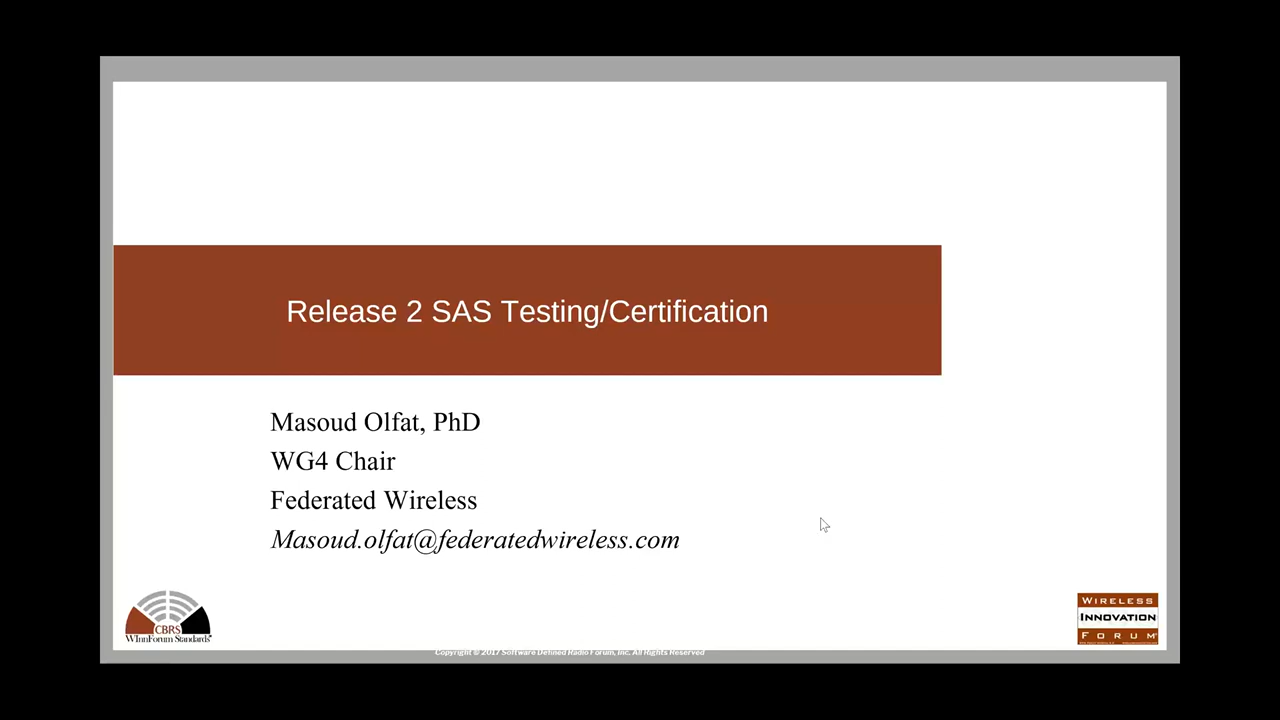 Release 2 SAS Testing/Certification
Masoud Olfat, PhD
WG4 Chair
Federated Wireless
Masoud.olfat@federatedwireless.com
CBRS
WInnForum Standards
WIRELESS
INNOVATION
FORUM
Copyright © 2017 Software Defined Radio Forum, Inc. All Rights Reserved